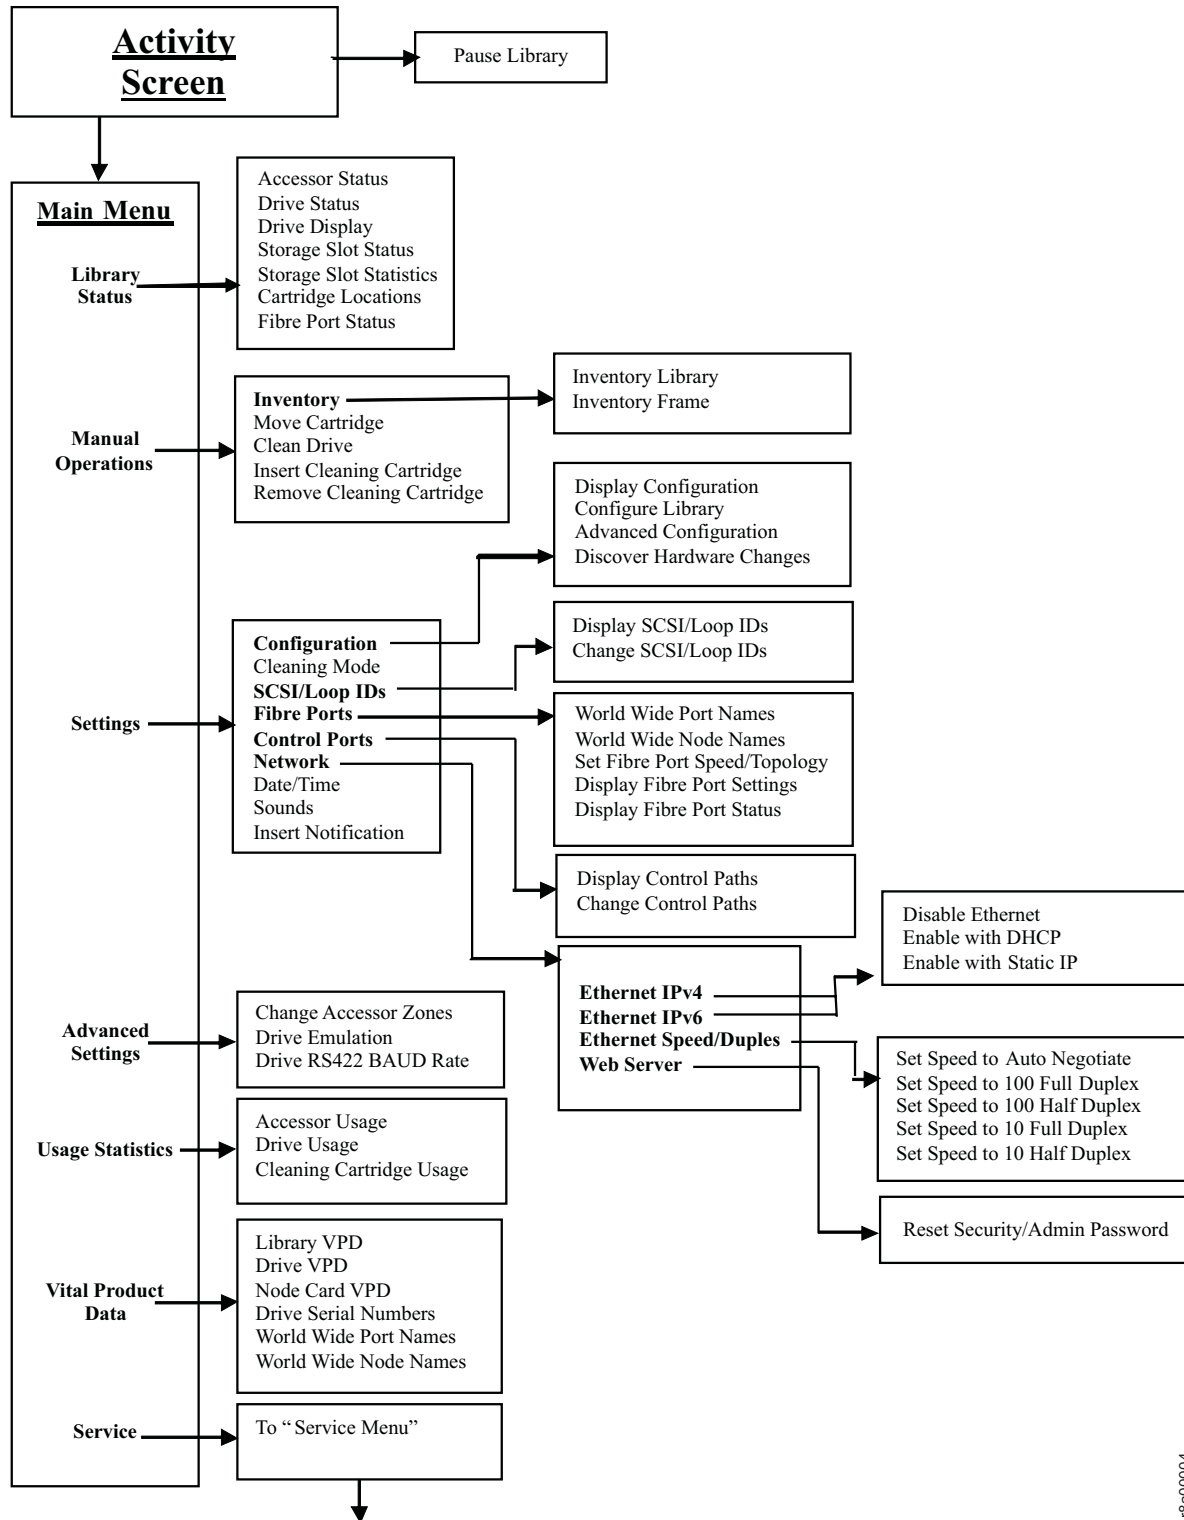 Activity
Screen
Pause Library
Main Menu
Library
Status
Accessor Status
Drive Status
Drive Display
Storage Slot Status
Storage Slot Statistics
Cartridge Locations
Fibre Port Status
Manual
Operations
Inventory
Move Cartridge
Clean Drive
Insert Cleaning Cartridge
Remove Cleaning Cartridge
Inventory Library
Inventory Frame
Settings
Configuration
Cleaning Mode
SCSI/Loop IDs
Fibre Ports
Control Ports
Network
Date/Time
Sounds
Insert Notification
Display Configuration
Configure Library
Advanced Configuration
Discover Hardware Changes
Display SCSI/Loop IDs
Change SCSI/Loop IDs
World Wide Port Names
World Wide Node Names
Set Fibre Port Speed/Topology
Display Fibre Port Settings
Display Fibre Port Status
Display Control Paths
Change Control Paths
Ethernet IPv4
Ethernet IPv6
Ethernet Speed/Duples
Web Server
Disable Ethernet
Enable with DHCP
Enable with Static IP
Set Speed to Auto Negotiate
Set Speed to 100 Full Duplex
Set Speed to 100 Half Duplex
Set Speed to 10 Full Duplex
Set Speed to 10 Half Duplex
Reset Security/Admin Password
Advanced
Settings
Change Accessor Zones
Drive Emulation
Drive RS422 BAUD Rate
Usage Statistics
Accessor Usage
Drive Usage
Cleaning Cartridge Usage
Vital Product
Data
Library VPD
Drive VPD
Node Card VPD
Drive Serial Numbers
World Wide Port Names
World Wide Node Names
Service
To “Service Menu”